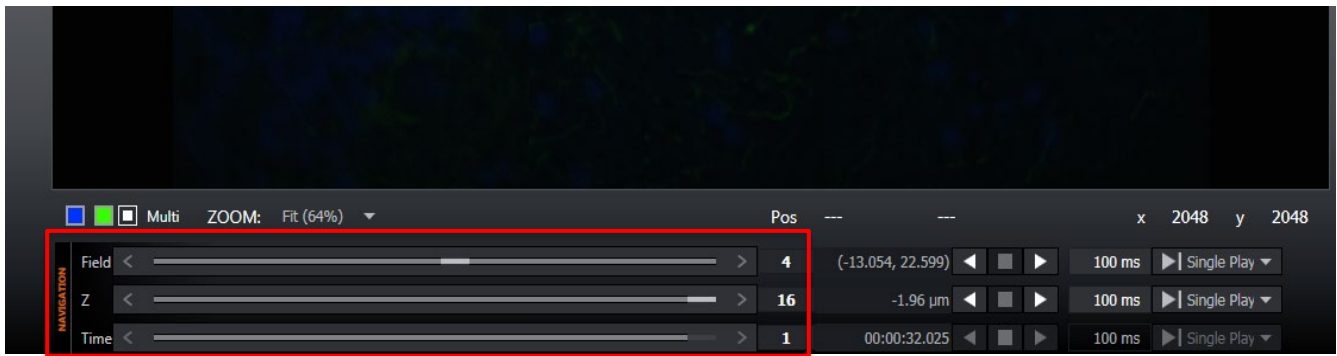 Multi ZOOM: Fit (64%) Pos --- --- x 2048 y 2048
NAVIGATION
Field 4 (-13.054, 22.599) 100 ms Single Play
Z 16 -1.96 µm 100 ms Single Play
Time 1 00:00:32.025 100 ms Single Play